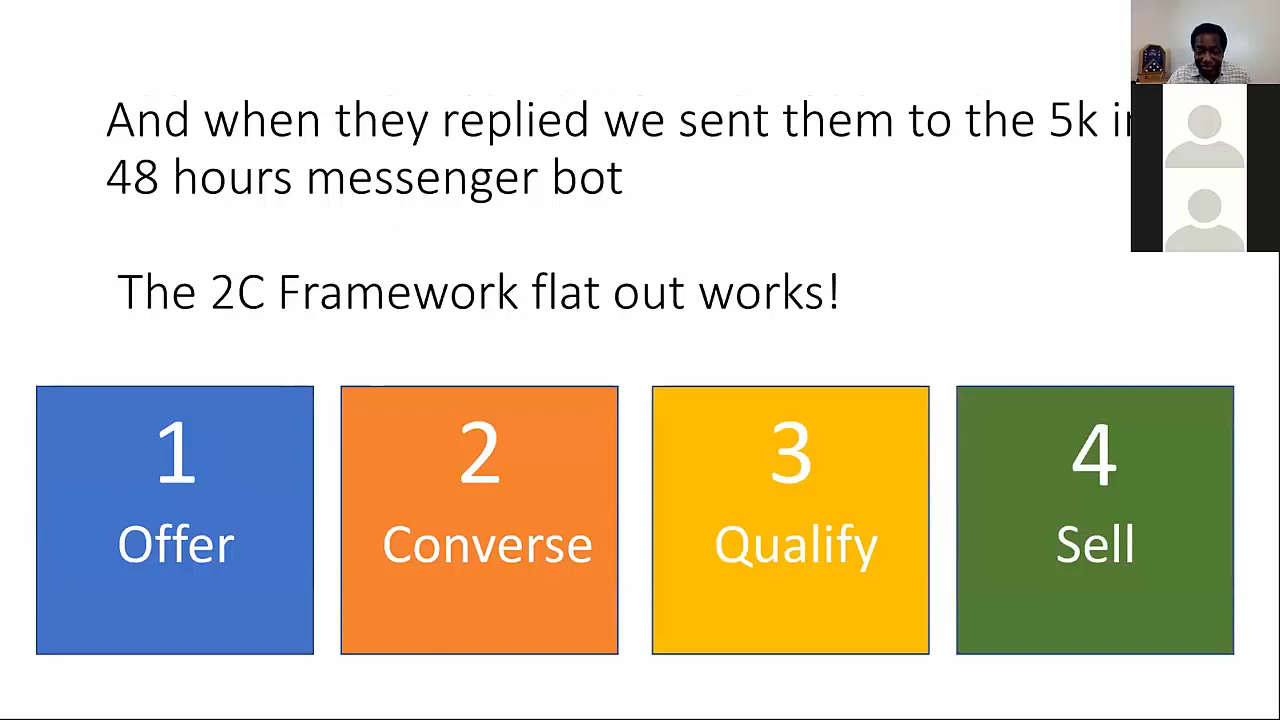 And when they replied we sent them to the 5k
48 hours messenger bot
The 2C Framework flat out works!
1
Offer
2
Converse
3
Qualify
4
Sell